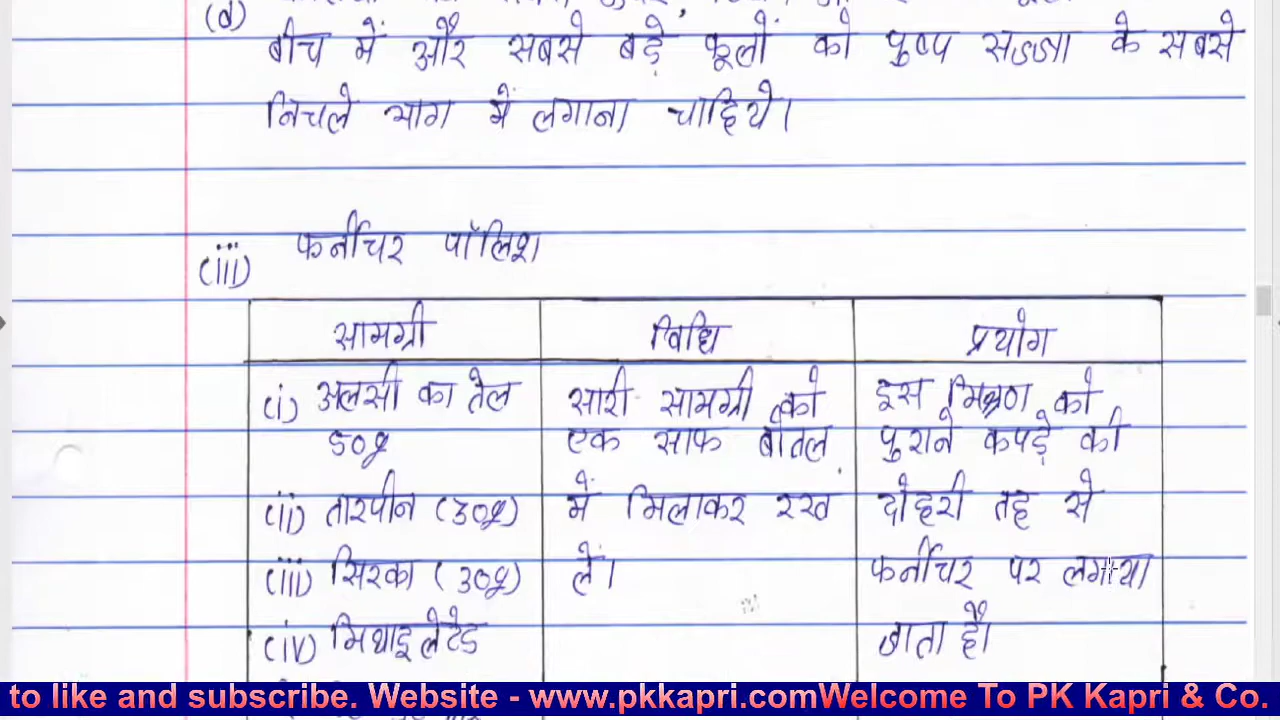 (d)
बीच में और सबसे बड़े फूलों को पुष्प सज्जा के सबसे
निचले भाग में लगाना चाहिये।
(iii) फर्नीचर पॉलिश
सामग्री विधि प्रयोग
(i) अलसी का तेल सारी सामग्री को इस मिश्रण को
50g एक साफ बोतल पुराने कपड़े की
(ii) तारपीन (30g) में मिलाकर रख दोहरी तह से
(iii) सिरका (30g) लें। फर्नीचर पर लगाया
(iv) मिथाइलेटेड जाता है।
to like and subscribe. Website - www.pkkapri.comWelcome To PK Kapri & Co.